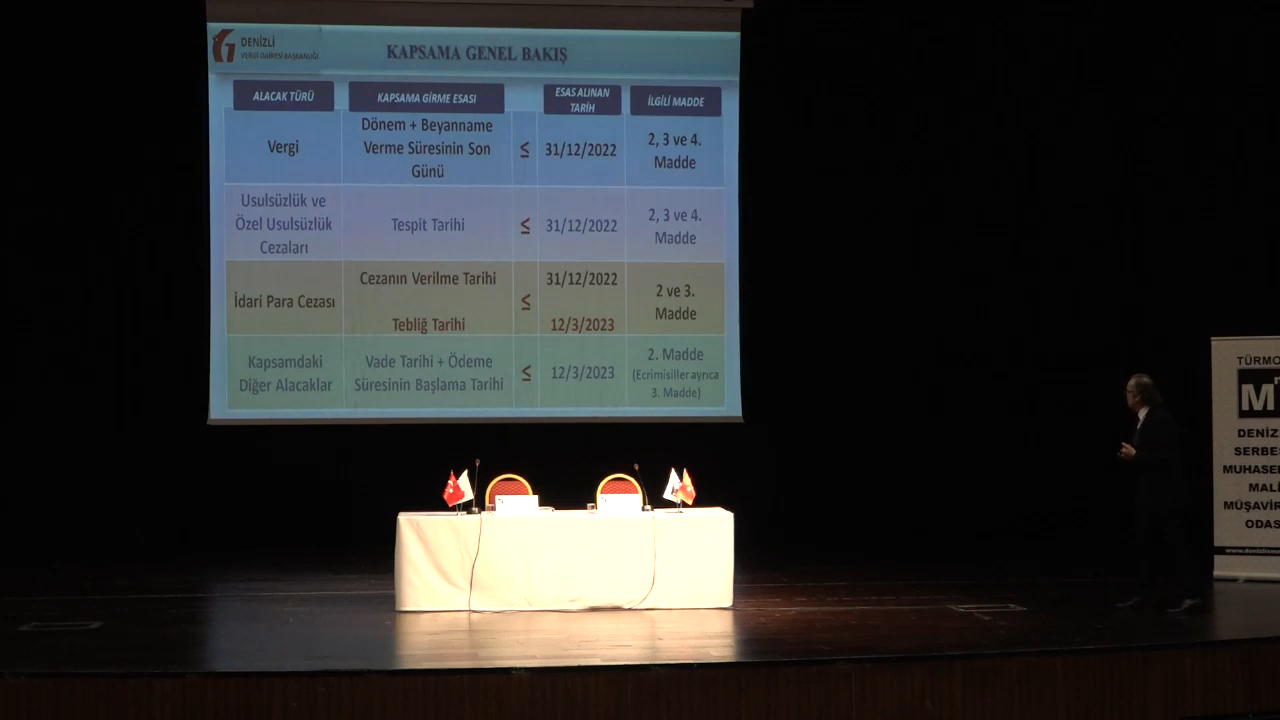 DENİZLİ
VERGİ DAİRESİ BAŞKANLIĞI
KAPSAMA GENEL BAKIŞ
ALACAK TÜRÜ
KAPSAMA GİRME ESASI
ESAS ALINAN
TARİH
İLGİLİ MADDE
Vergi
Dönem + Beyanname
Verme Süresinin Son
Günü
≤
31/12/2022
2, 3 ve 4.
Madde
Usulsüzlük ve
Özel Usulsüzlük
Cezaları
Tespit Tarihi
≤
31/12/2022
2, 3 ve 4.
Madde
İdari Para Cezası
Cezanın Verilme Tarihi
Tebliğ Tarihi
≤
31/12/2022
12/3/2023
2 ve 3.
Madde
Kapsamdaki
Diğer Alacaklar
Vade Tarihi + Ödeme
Süresinin Başlama Tarihi
≤
12/3/2023
2. Madde
(Ecrimisiller ayrıca
3. Madde)
TÜRMO
M
DENİZ
SERBES
MUHASE
MALİ
MÜŞAVİR
ODAS